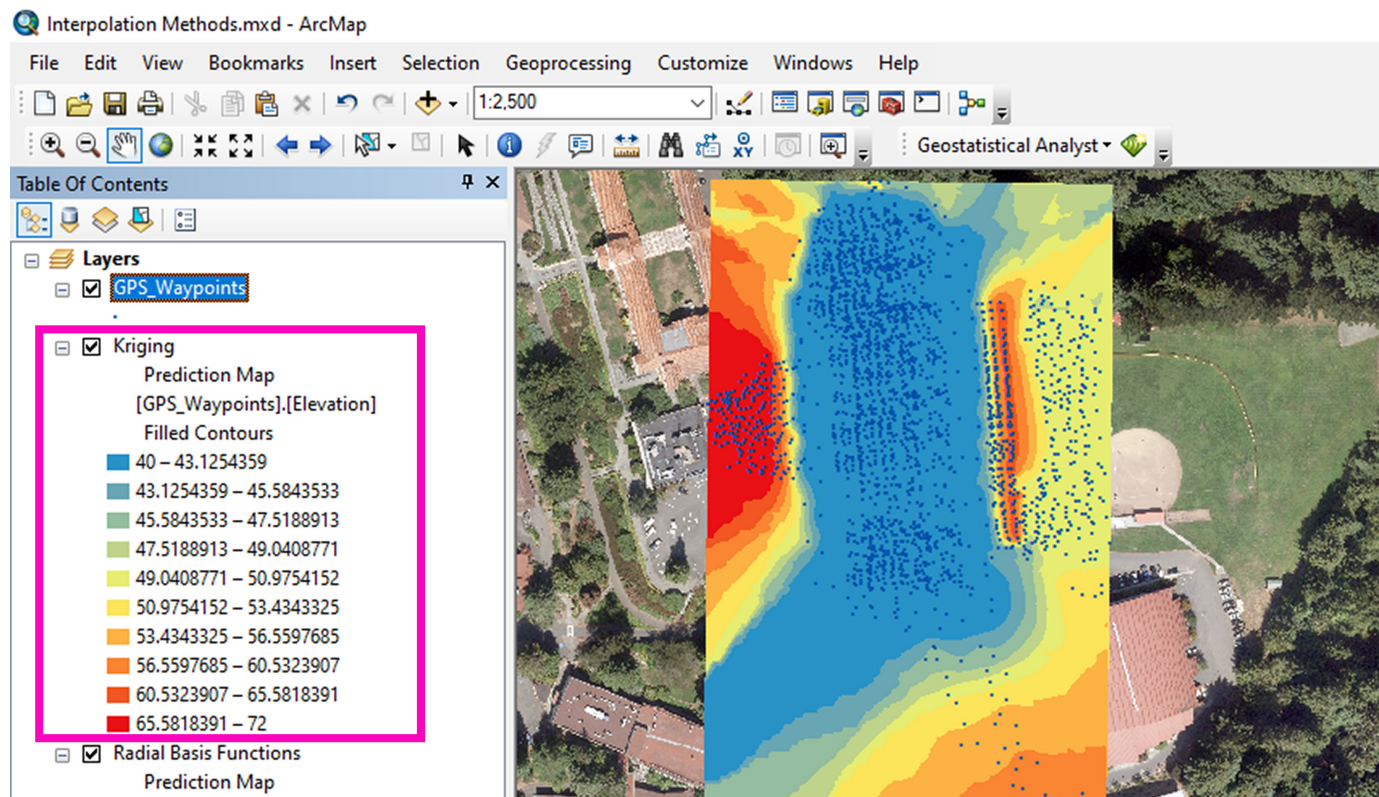 Interpolation Methods.mxd - ArcMap
File Edit View Bookmarks Insert Selection Geoprocessing Customize Windows Help
1:2,500
Geostatistical Analyst
Table Of Contents
Layers
GPS_Waypoints
Kriging
Prediction Map
[GPS_Waypoints].[Elevation]
Filled Contours
40 – 43.1254359
43.1254359 – 45.5843533
45.5843533 – 47.5188913
47.5188913 – 49.0408771
49.0408771 – 50.9754152
50.9754152 – 53.4343325
53.4343325 – 56.5597685
56.5597685 – 60.5323907
60.5323907 – 65.5818391
65.5818391 – 72
Radial Basis Functions
Prediction Map